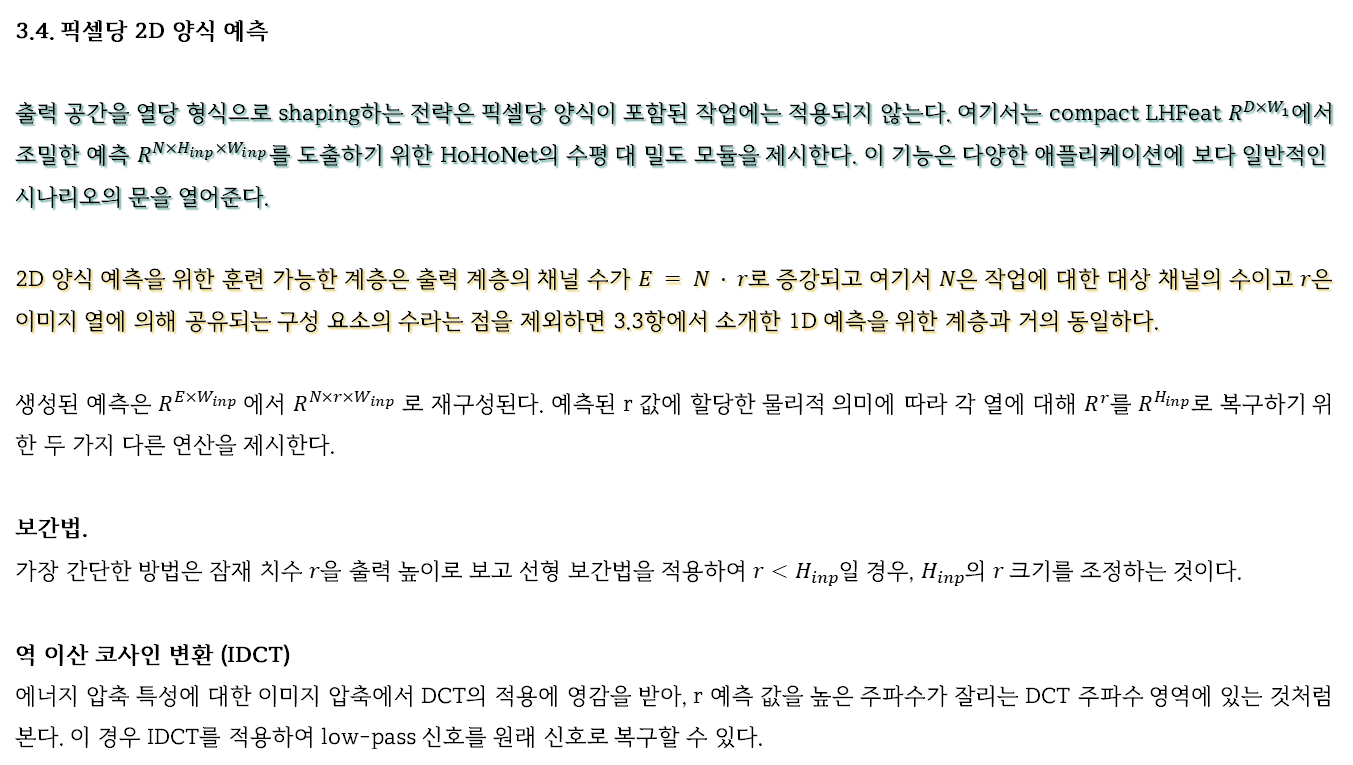 3.4. 픽셀당 2D 양식 예측
출력 공간을 열당 형식으로 shaping하는 전략은 픽셀당 양식이 포함된 작업에는 적용되지 않는다. 여기서는 compact LHFeat R^{D×W_1}에서
조밀한 예측 R^{N×H_{inp}×W_{inp}}를 도출하기 위한 HoHoNet의 수평 대 밀도 모듈을 제시한다. 이 기능은 다양한 애플리케이션에 보다 일반적인
시나리오의 문을 열어준다.
2D 양식 예측을 위한 훈련 가능한 계층은 출력 계층의 채널 수가 E = N · r로 증강되고 여기서 N은 작업에 대한 대상 채널의 수이고 r은
이미지 열에 의해 공유되는 구성 요소의 수라는 점을 제외하면 3.3항에서 소개한 1D 예측을 위한 계층과 거의 동일하다.
생성된 예측은 R^{E×W_{inp}} 에서 R^{N×r×W_{inp}} 로 재구성된다. 예측된 r 값에 할당한 물리적 의미에 따라 각 열에 대해 R^r를 R^{H_{inp}}로 복구하기 위
한 두 가지 다른 연산을 제시한다.
보간법.
가장 간단한 방법은 잠재 치수 r을 출력 높이로 보고 선형 보간법을 적용하여 r < H_{inp}일 경우, H_{inp}의 r 크기를 조정하는 것이다.
역 이산 코사인 변환 (IDCT)
에너지 압축 특성에 대한 이미지 압축에서 DCT의 적용에 영감을 받아, r 예측 값을 높은 주파수가 잘리는 DCT 주파수 영역에 있는 것처럼
본다. 이 경우 IDCT를 적용하여 low-pass 신호를 원래 신호로 복구할 수 있다.